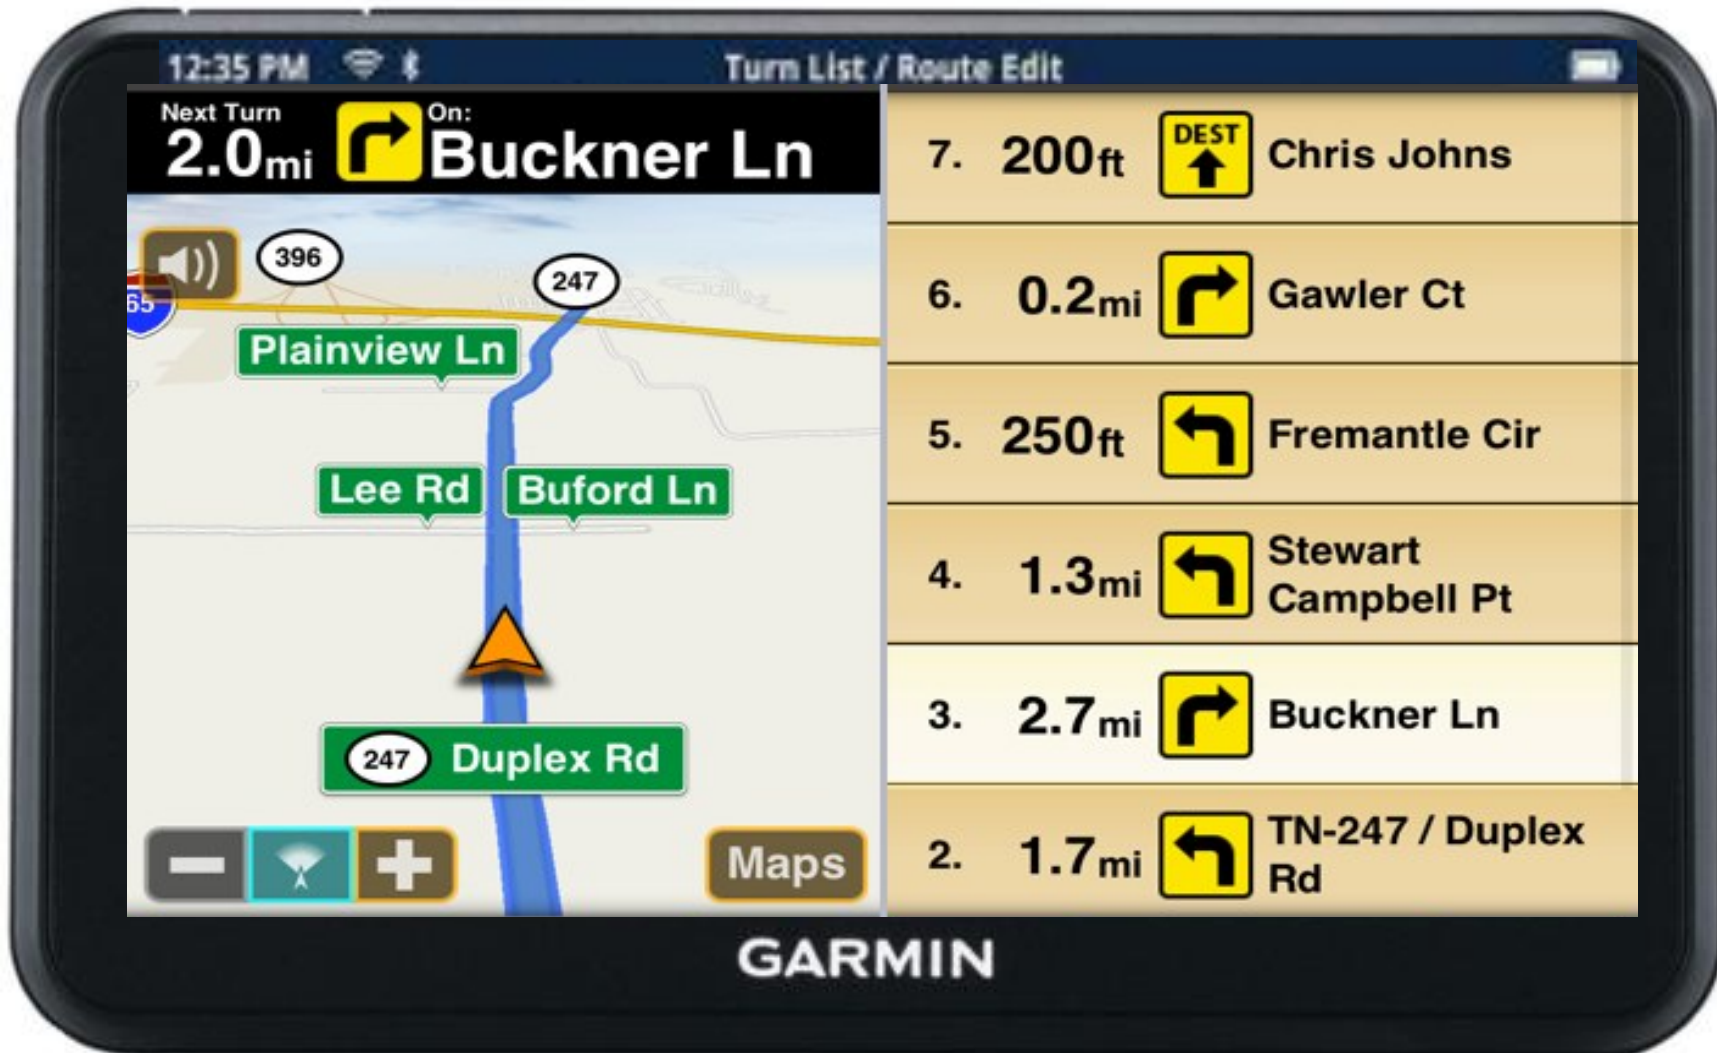 12:35 PM
Turn List / Route Edit
Next Turn
2.0mi
On:
Buckner Ln
396
247
65
Plainview Ln
Lee Rd
Buford Ln
247 Duplex Rd
Maps
7. 200ft DEST Chris Johns
6. 0.2mi Gawler Ct
5. 250ft Fremantle Cir
4. 1.3mi Stewart
Campbell Pt
3. 2.7mi Buckner Ln
2. 1.7mi TN-247 / Duplex
Rd
GARMIN